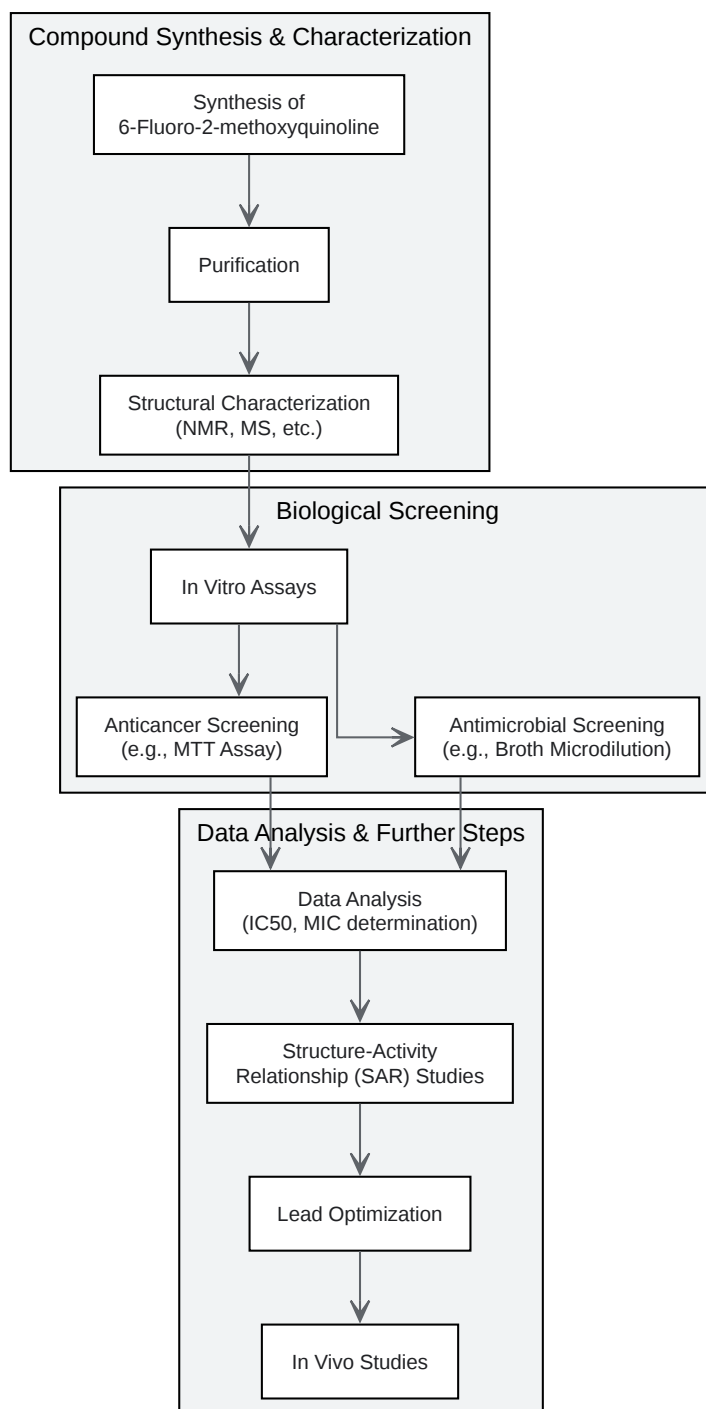 Compound Synthesis & Characterization
Synthesis of
6-Fluoro-2-methoxyquinoline
Purification
Structural Characterization
(NMR, MS, etc.)
Biological Screening
In Vitro Assays
Anticancer Screening
(e.g., MTT Assay)
Antimicrobial Screening
(e.g., Broth Microdilution)
Data Analysis & Further Steps
Data Analysis
(IC50, MIC determination)
Structure-Activity
Relationship (SAR) Studies
Lead Optimization
In Vivo Studies